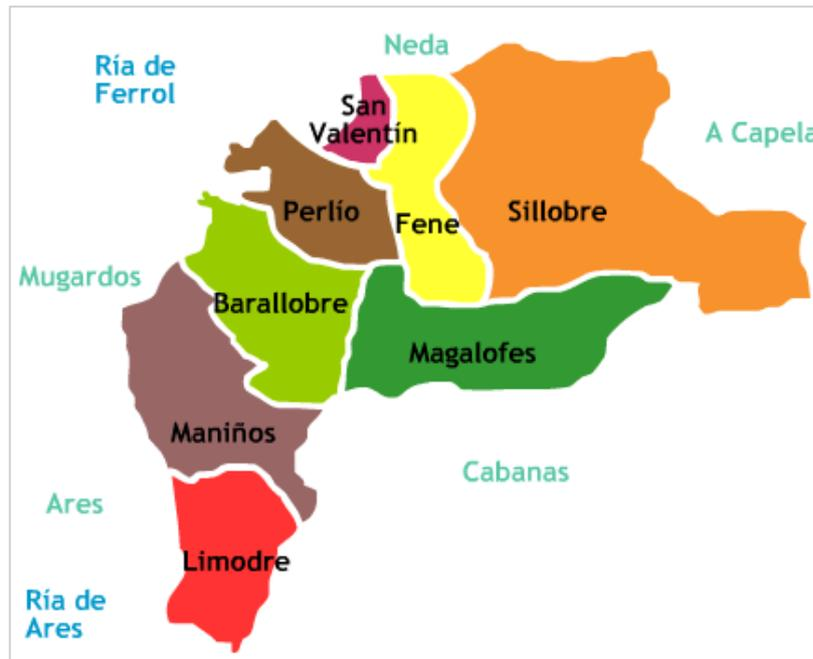 Neda
Ría de
Ferrol
San
Valentín
A Capela
Perlío
Fene
Sillobre
Mugardos
Barallobre
Magalofes
Maniños
Cabanas
Ares
Limodre
Ría de
Ares